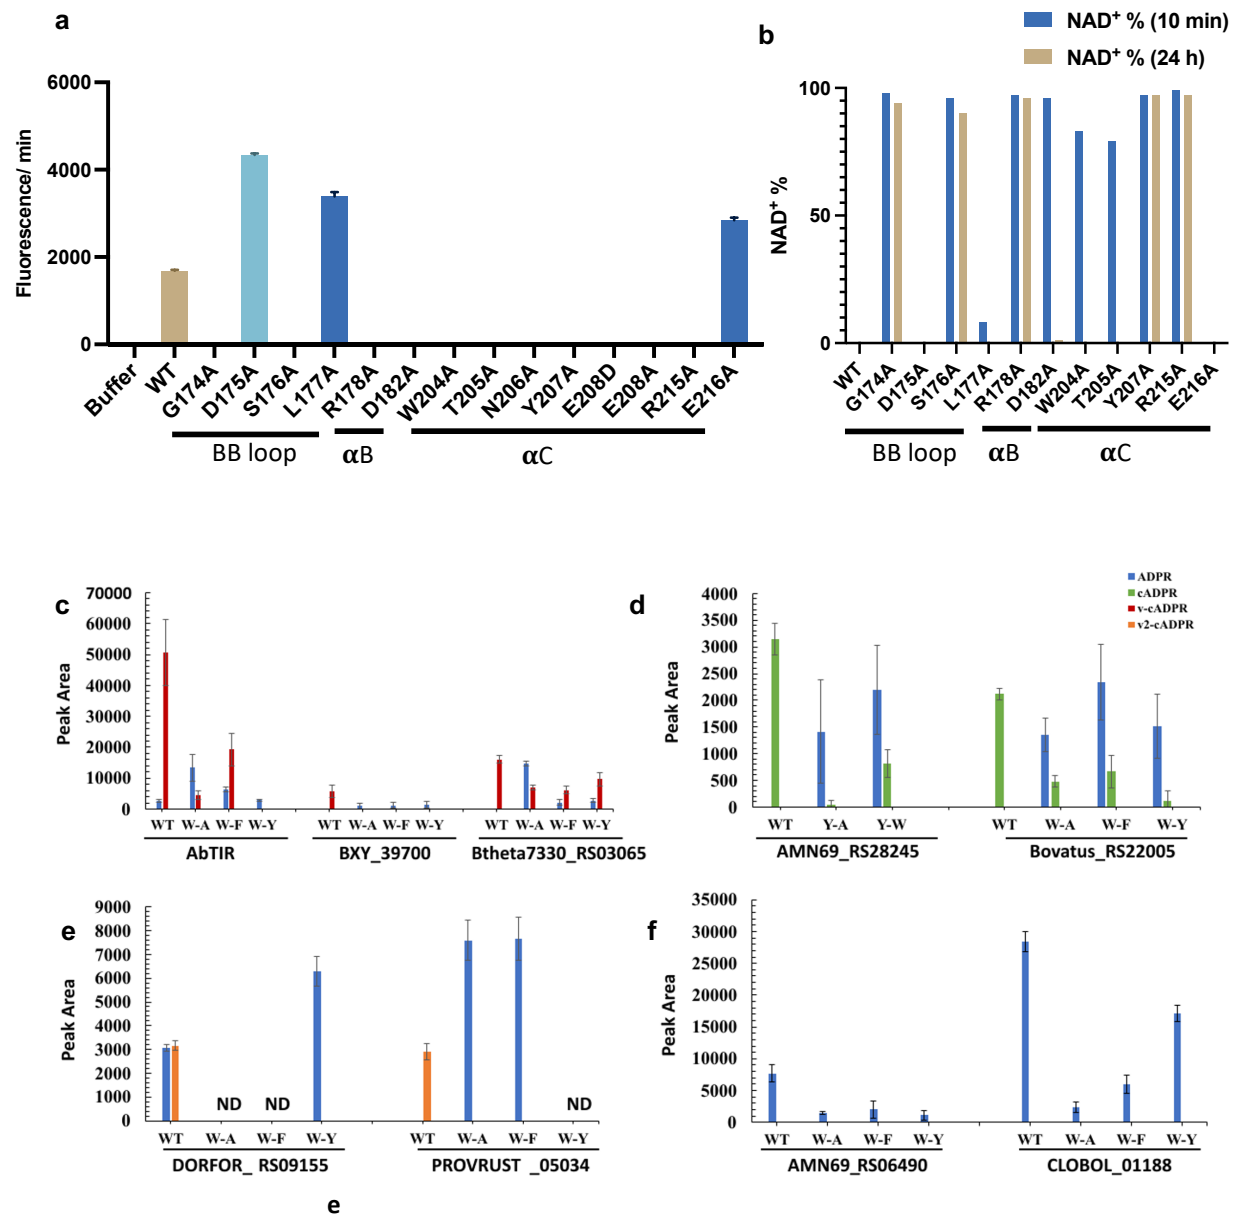 a
Fluorescence/ min
6000
4000
2000
0
Buffer
WT
G174A
D175A
S176A
L177A
R178A
D182A
W204A
T205A
N206A
Y207A
E208D
E208A
R215A
E216A
BB loop
αB
αC
b
NAD+ % (10 min)
NAD+ % (24 h)
NAD+ %
100
50
0
WT
G174A
D175A
S176A
L177A
R178A
D182A
W204A
T205A
Y207A
R215A
E216A
BB loop
αB
αC
c
Peak Area
70000
60000
50000
40000
30000
20000
10000
0
WT W-A W-F W-Y WT W-A W-F W-Y WT W-A W-F W-Y
AbTIR BXY_39700 Btheta7330_RS03065
d
ADPR
cADPR
v-cADPR
v2-cADPR
Peak Area
4000
3500
3000
2500
2000
1500
1000
500
0
WT Y-A Y-W WT W-A W-F W-Y
AMN69_RS28245 Bovatus_RS22005
e
Peak Area
9000
8000
7000
6000
5000
4000
3000
2000
1000
0
ND ND ND
WT W-A W-F W-Y WT W-A W-F W-Y
DORFOR_ RS09155 PROVRUST _05034
f
Peak Area
35000
30000
25000
20000
15000
10000
5000
0
WT W-A W-F W-Y WT W-A W-F W-Y
AMN69_RS06490 CLOBOL_01188
e